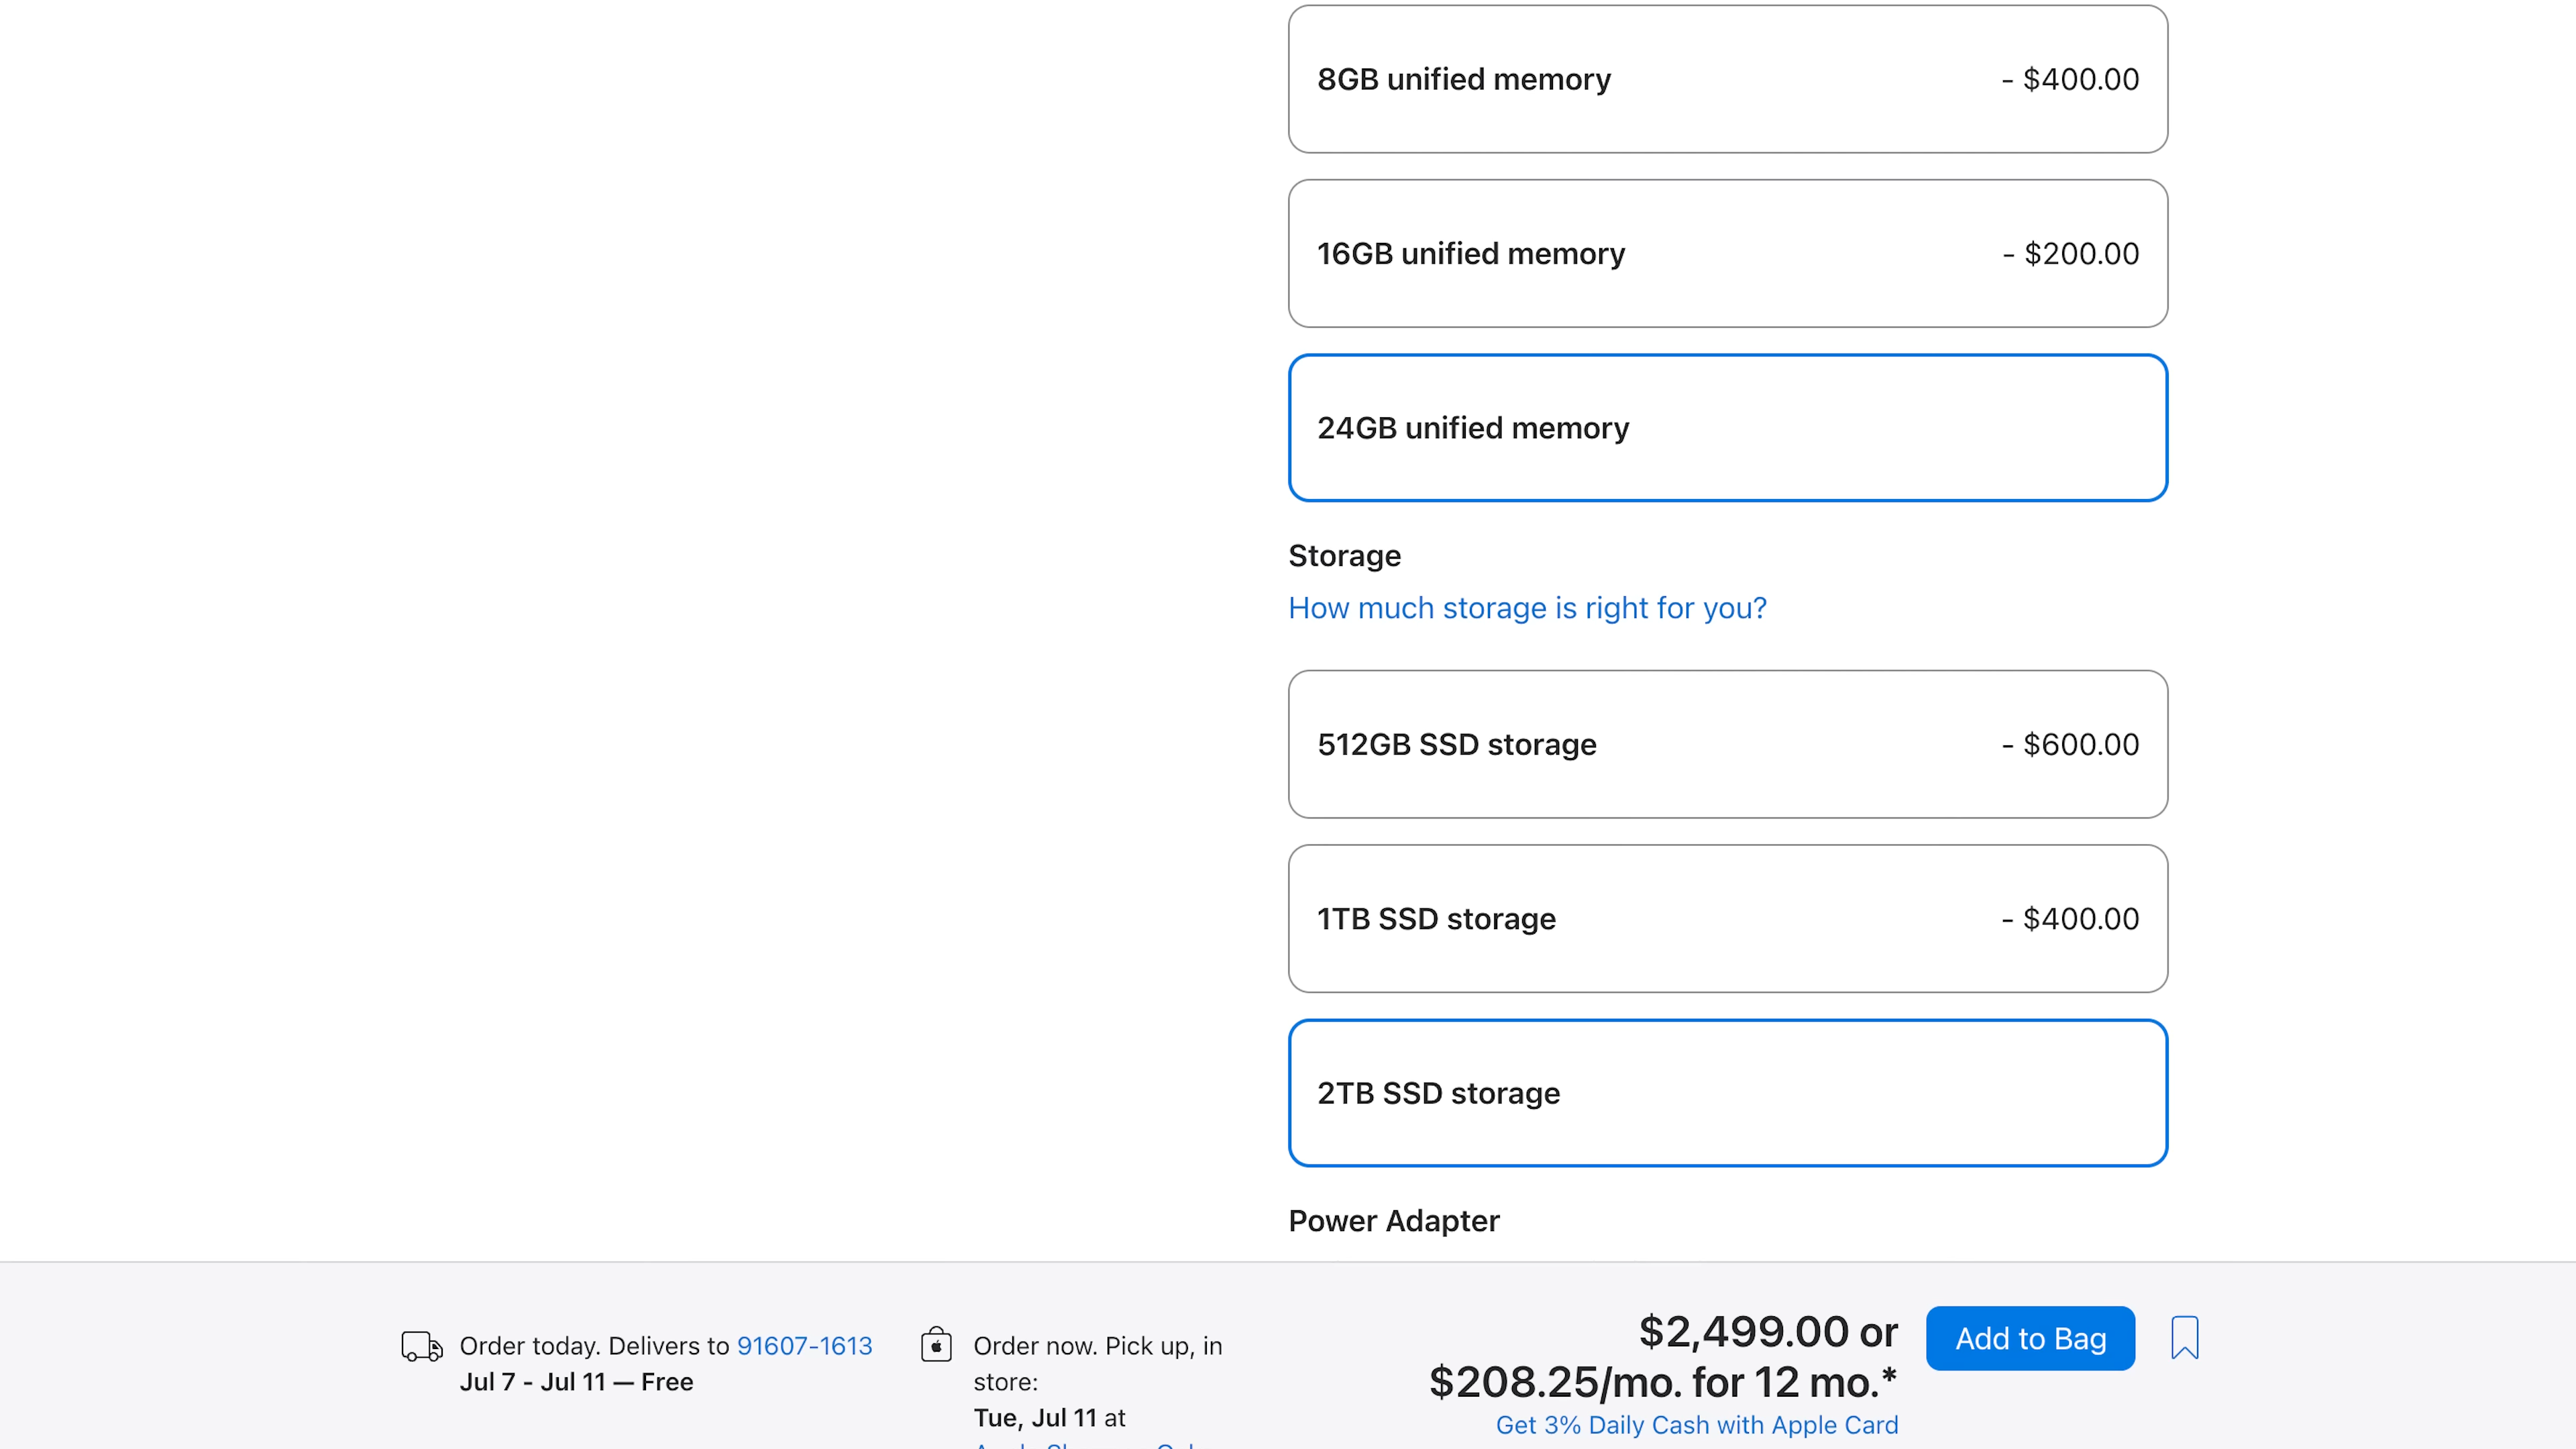 8GB unified memory - $400.00
16GB unified memory - $200.00
24GB unified memory
Storage
How much storage is right for you?
512GB SSD storage - $600.00
1TB SSD storage - $400.00
2TB SSD storage
Power Adapter
Order today. Delivers to 91607-1613
Jul 7 - Jul 11 — Free
Order now. Pick up, in
store:
Tue, Jul 11 at
$2,499.00 or
$208.25/mo. for 12 mo.*
Get 3% Daily Cash with Apple Card
Add to Bag